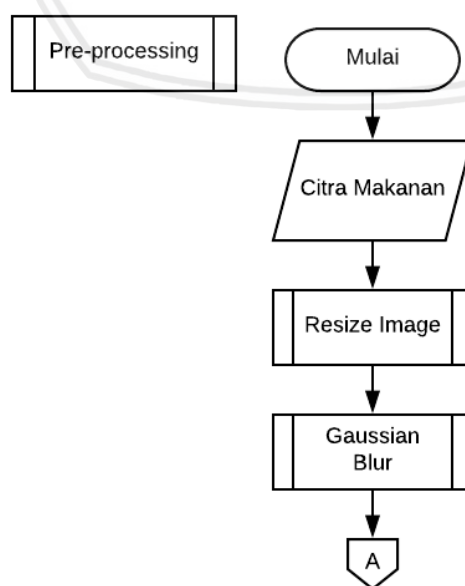 Pre-processing
Mulai
Citra Makanan
Resize Image
Gaussian
Blur
A